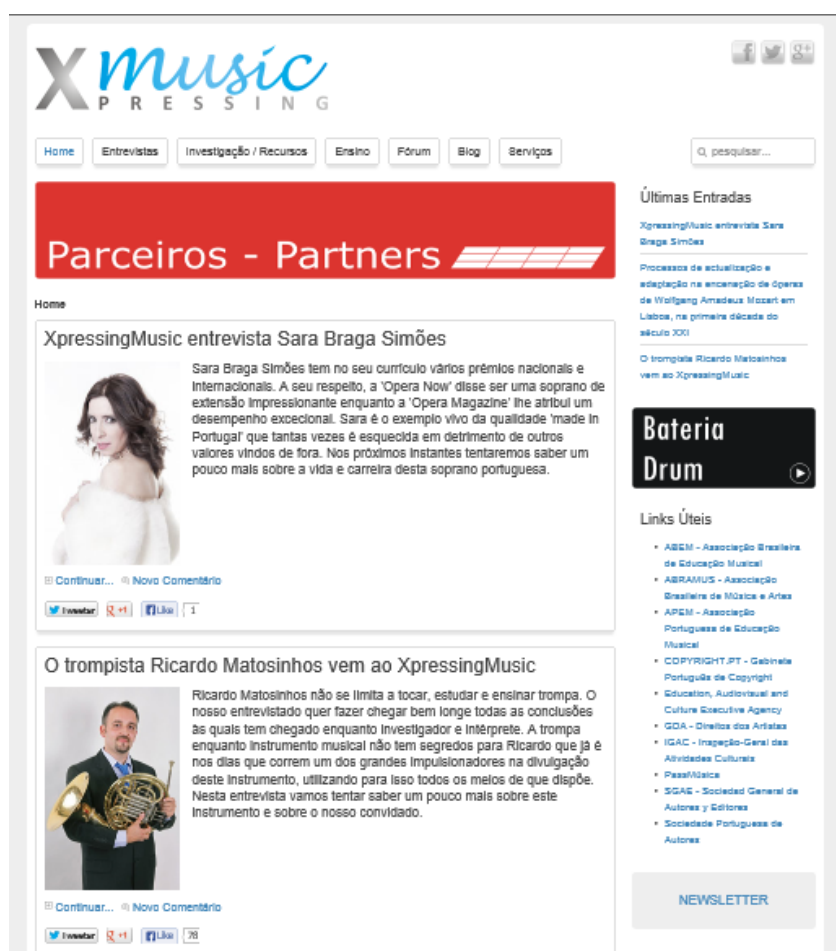 X music
PRESSING
Home
Entrevistas
Investigação / Recursos
Ensino
Fórum
Blog
Serviços
pesquisar...
Parceiros - Partners
Home
XpressingMusic entrevista Sara Braga Simões
Sara Braga Simões tem no seu currículo vários prémios nacionais e
internacionais. A seu respeito, a 'Opera Now' disse ser uma soprano de
extensão impressionante enquanto a 'Opera Magazine' lhe atribui um
desempenho excecional. Sara é o exemplo vivo da qualidade 'made in
Portugal' que tantas vezes é esquecida em detrimento de outros
valores vindos de fora. Nos próximos instantes tentaremos saber um
pouco mais sobre a vida e carreira desta soprano portuguesa.
Continuar... Novo Comentário
Tweetar +1 Like 1
O trompista Ricardo Matosinhos vem ao XpressingMusic
Ricardo Matosinhos não se limita a tocar, estudar e ensinar trompa. O
nosso entrevistado quer fazer chegar bem longe todas as conclusões
às quais tem chegado enquanto investigador e intérprete. A trompa
enquanto instrumento musical não tem segredos para Ricardo que já é
nos dias que correm um dos grandes impulsionadores na divulgação
deste instrumento, utilizando para isso todos os meios de que dispõe.
Nesta entrevista vamos tentar saber um pouco mais sobre este
instrumento e sobre o nosso convidado.
Continuar... Novo Comentário
Tweetar +1 Like 78
Últimas Entradas
XpressingMusic entrevista Sara
Braga Simões
Processos de actualização e
adaptação na encenação de óperas
de Wolfgang Amadeus Mozart em
Lisboa, na primeira década do
século XXI
O trompista Ricardo Matosinhos
vem ao XpressingMusic
Bateria
Drum
Links Úteis
ABEM - Associação Brasileira
de Educação Musical
ABRAMUS - Associação
Brasileira de Música e Artes
APEM - Associação
Portuguesa de Educação
Musical
COPYRIGHT.PT - Gabinete
Português de Copyright
Education, Audiovisual and
Culture Executive Agency
GDA - Direitos dos Artistas
IGAC - Inspeção-Geral das
Atividades Culturais
PassMúsica
SGAE - Sociedad General de
Autores y Editores
Sociedade Portuguesa de
Autores
NEWSLETTER